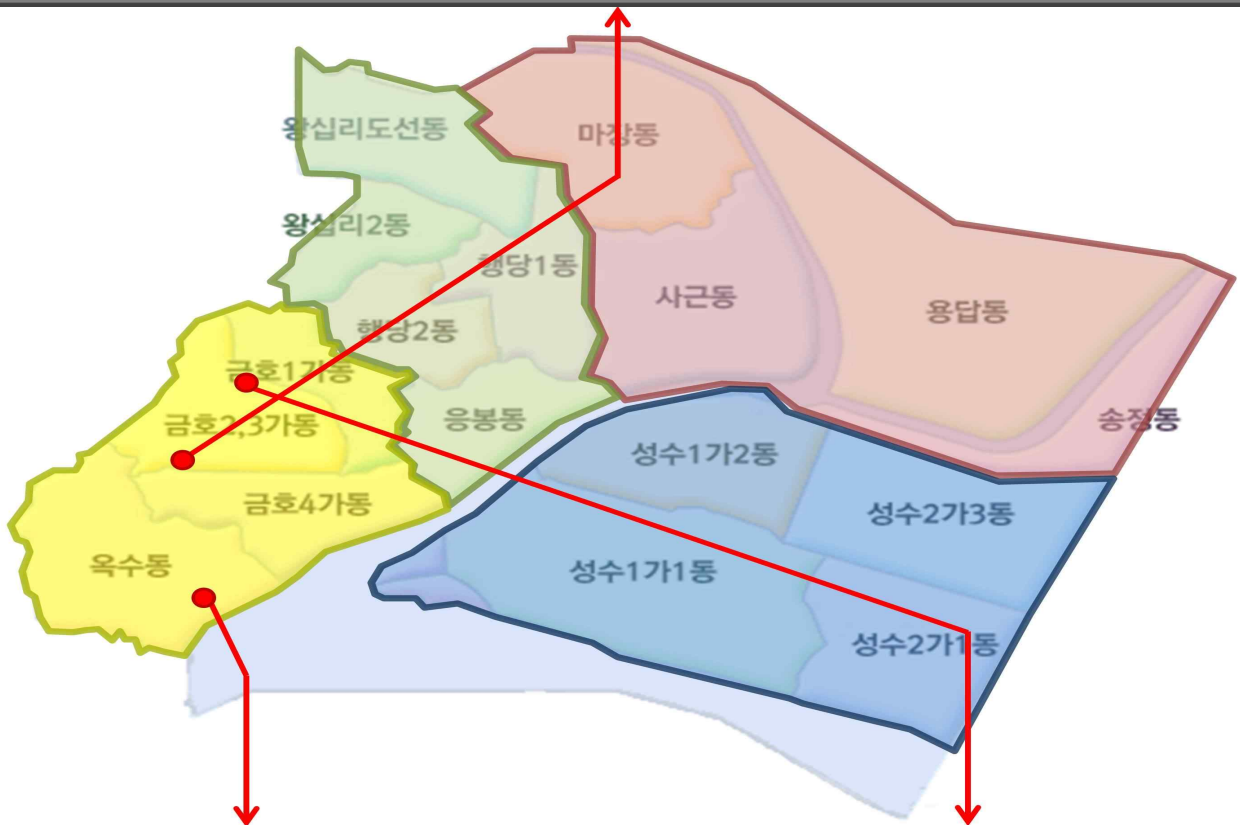 왕십리도선동
마장동
왕십리2동
행당1동
사근동
용답동
행당2동
금호1가동
금호2,3가동
응봉동
송정동
성수1가2동
금호4가동
성수2가3동
옥수동
성수1가1동
성수2가1동